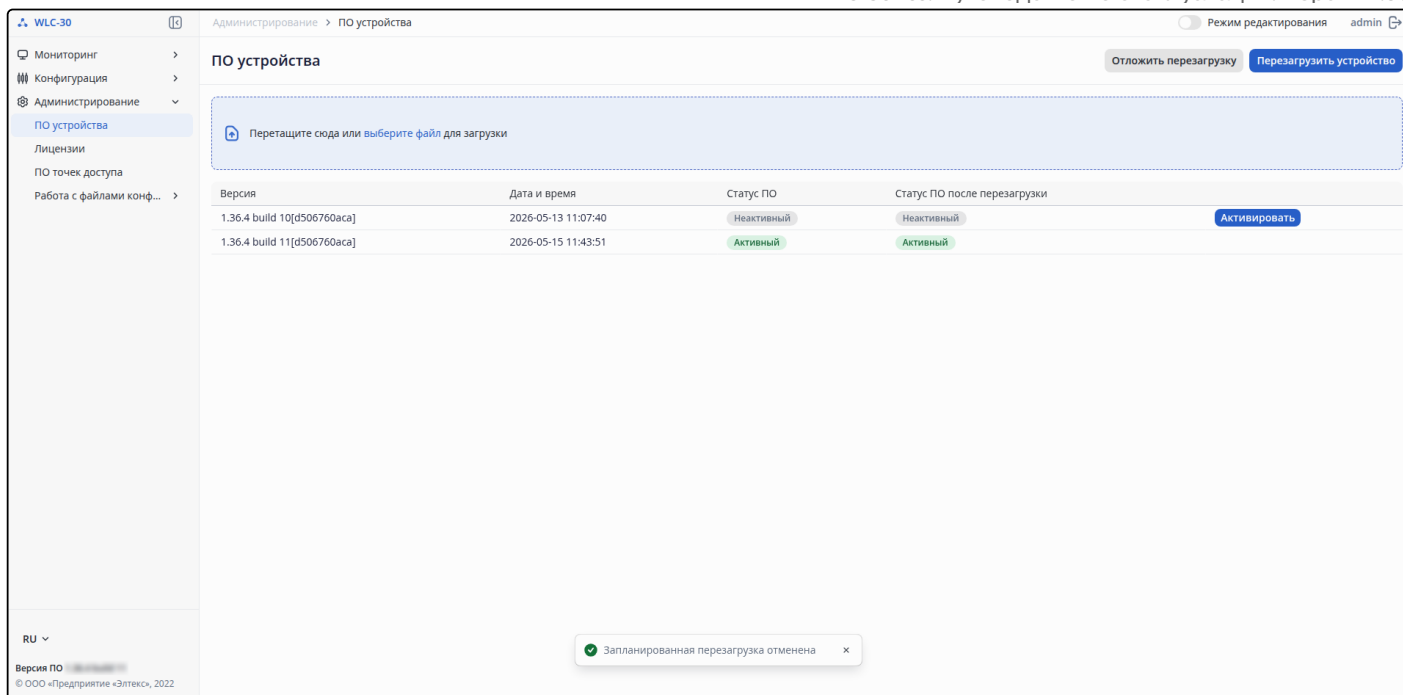 WLC-30
Администрирование > ПО устройства
Режим редактирования
admin
Мониторинг
Конфигурация
Администрирование
ПО устройства
Лицензии
ПО точек доступа
Работа с файлами конф...
ПО устройства
Отложить перезагрузку
Перезагрузить устройство
Перетащите сюда или выберите файл для загрузки
Версия Дата и время Статус ПО Статус ПО после перезагрузки
1.36.4 build 10[d506760aca] 2026-05-13 11:07:40 Неактивный Неактивный Активировать
1.36.4 build 11[d506760aca] 2026-05-15 11:43:51 Активный Активный
Запланированная перезагрузка отменена
RU
Версия ПО
© ООО «Предприятие «Элтекс», 2022